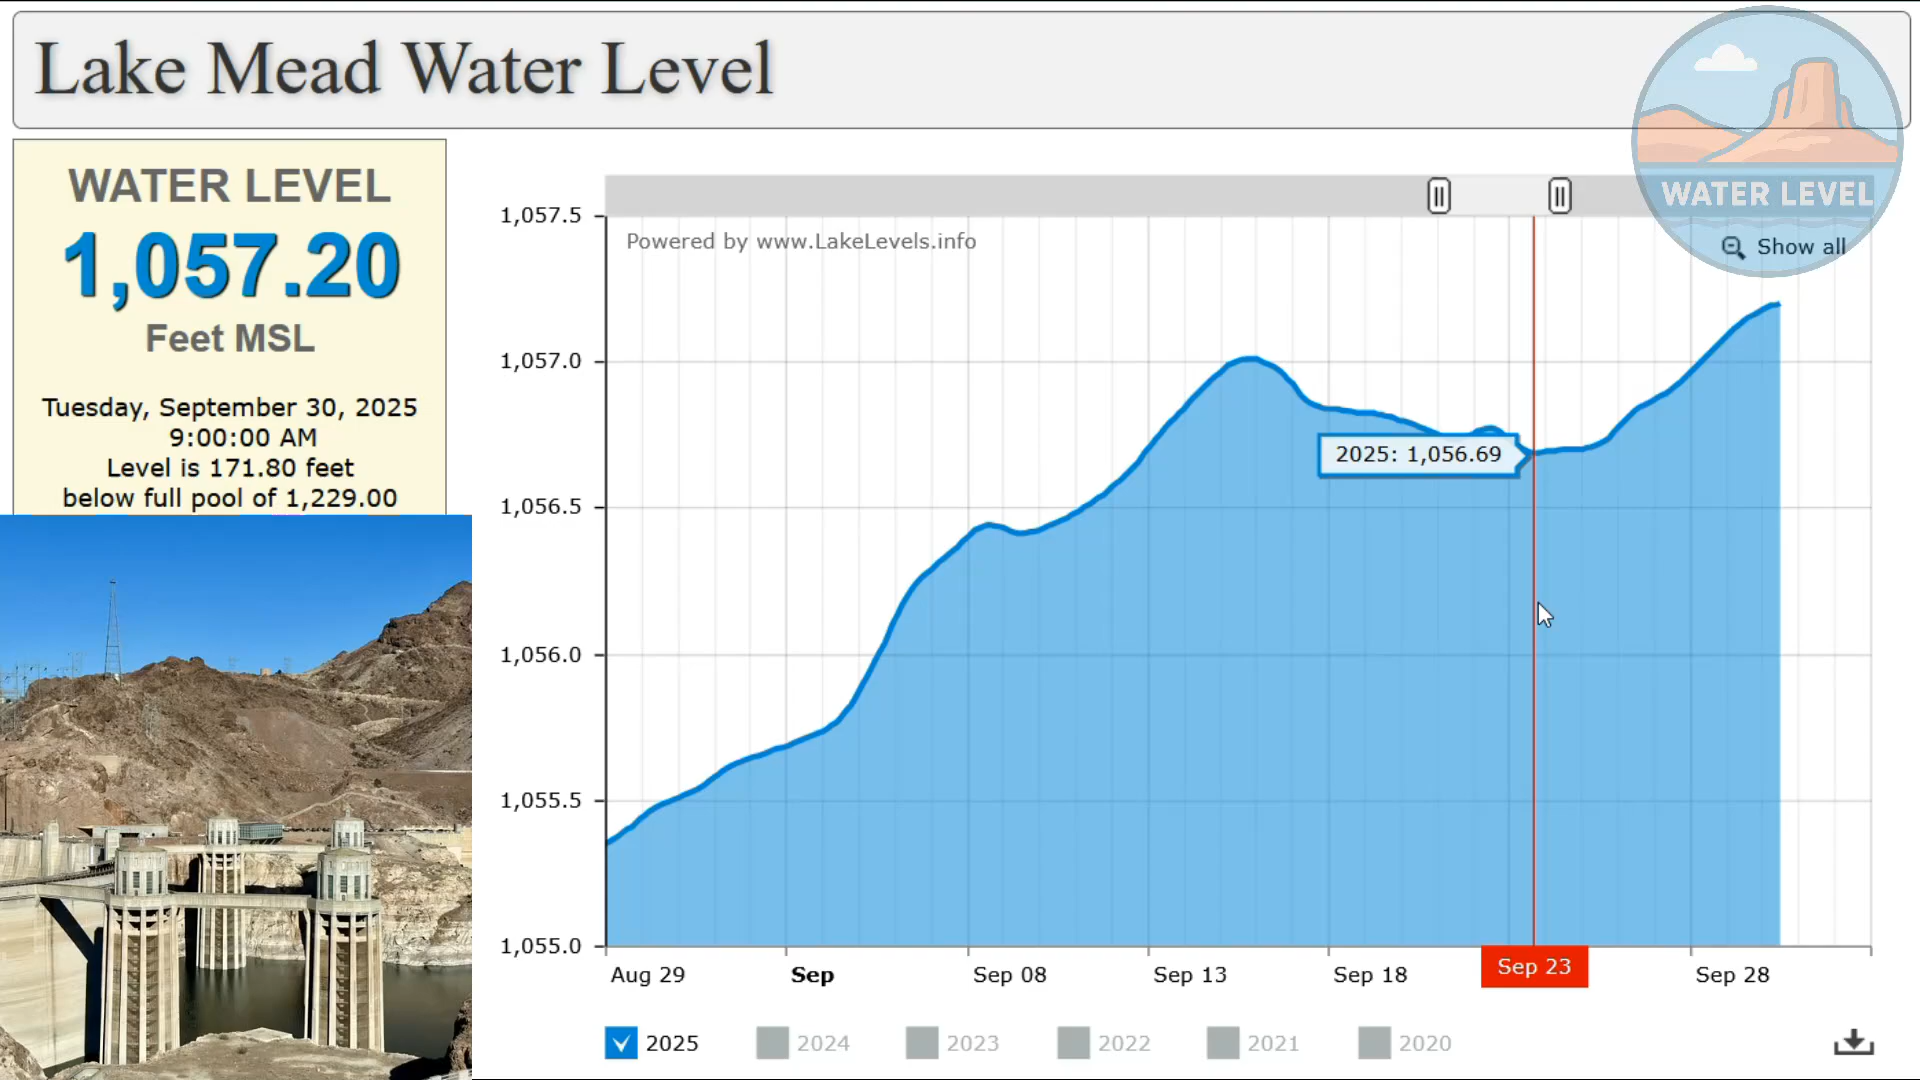 Lake Mead Water Level
WATER LEVEL
WATER LEVEL
1,057.20
Feet MSL
Tuesday, September 30, 2025
9:00:00 AM
Level is 171.80 feet
below full pool of 1,229.00
Powered by www.LakeLevels.info
Show all
1,057.5
1,057.0
1,056.5
1,056.0
1,055.5
1,055.0
2025: 1,056.69
Aug 29
Sep
Sep 08
Sep 13
Sep 18
Sep 23
Sep 28
2025
2024
2023
2022
2021
2020